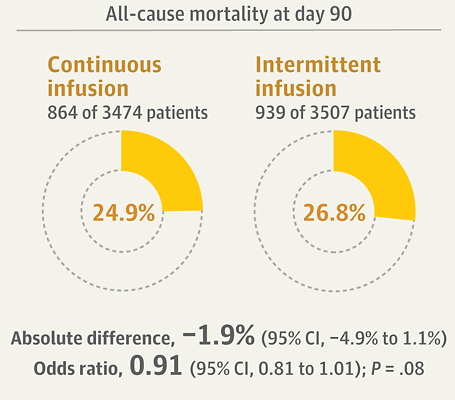 All-cause mortality at day 90
Continuous infusion
864 of 3474 patients
24.9%
Intermittent infusion
939 of 3507 patients
26.8%
Absolute difference, −1.9% (95% CI, −4.9% to 1.1%)
Odds ratio, 0.91 (95% CI, 0.81 to 1.01); P = .08